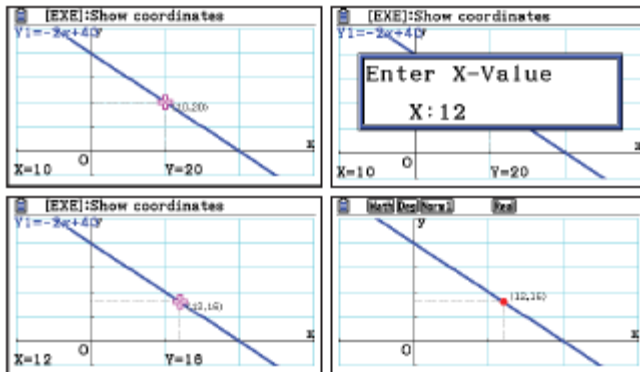 [EXE]:Show coordinates
Y1=-2x+40
y
(10,20)
x
O
X=10 Y=20
[EXE]:Show coordinates
Y1=-2x+40
Enter X-Value
X:12
x
O
X=10 Y=20
[EXE]:Show coordinates
Y1=-2x+40
y
(12,16)
x
O
X=12 Y=16
Math Deg Norm1 Real
y
(12,16)
x
O